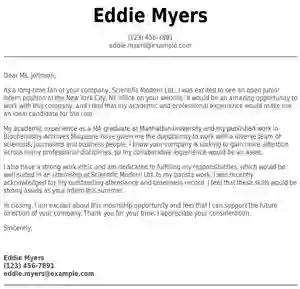 Eddie Myers
(123) 456-7891
eddie.myers@example.com
Dear Ms. Johnson,
As a long-time fan of your company, Scientific Modern Ltd., I was excited to see an open junior
intern position at the New York City, NY office on your website. It would be an amazing opportunity to
work with this company, and I feel that my academic and professional experience would make me
an ideal candidate for the role.
My academic experience as a MA graduate at Manhattan University and my published work in
Biochemistry Archives Magazine have given me the opportunity to work with a diverse team of
scientists, journalists and business people. I know your company is looking to gain more attention
across many professional disciplines, so my collaborative experience would be an asset.
I also have a strong work ethic and am dedicated to fulfilling my responsibilities, which would be
well-suited in an internship at Scientific Modern Ltd. In my barista work, I was recently
acknowledged for my outstanding attendance and timeliness record. I feel that these skills would be
strong assets as your intern this summer.
In closing, I am excited about this internship opportunity and feel that I can support the future
direction of your company. Thank you for your time, I appreciate your consideration.
Sincerely,
Eddie Myers
(123) 456-7891
eddie.myers@example.com